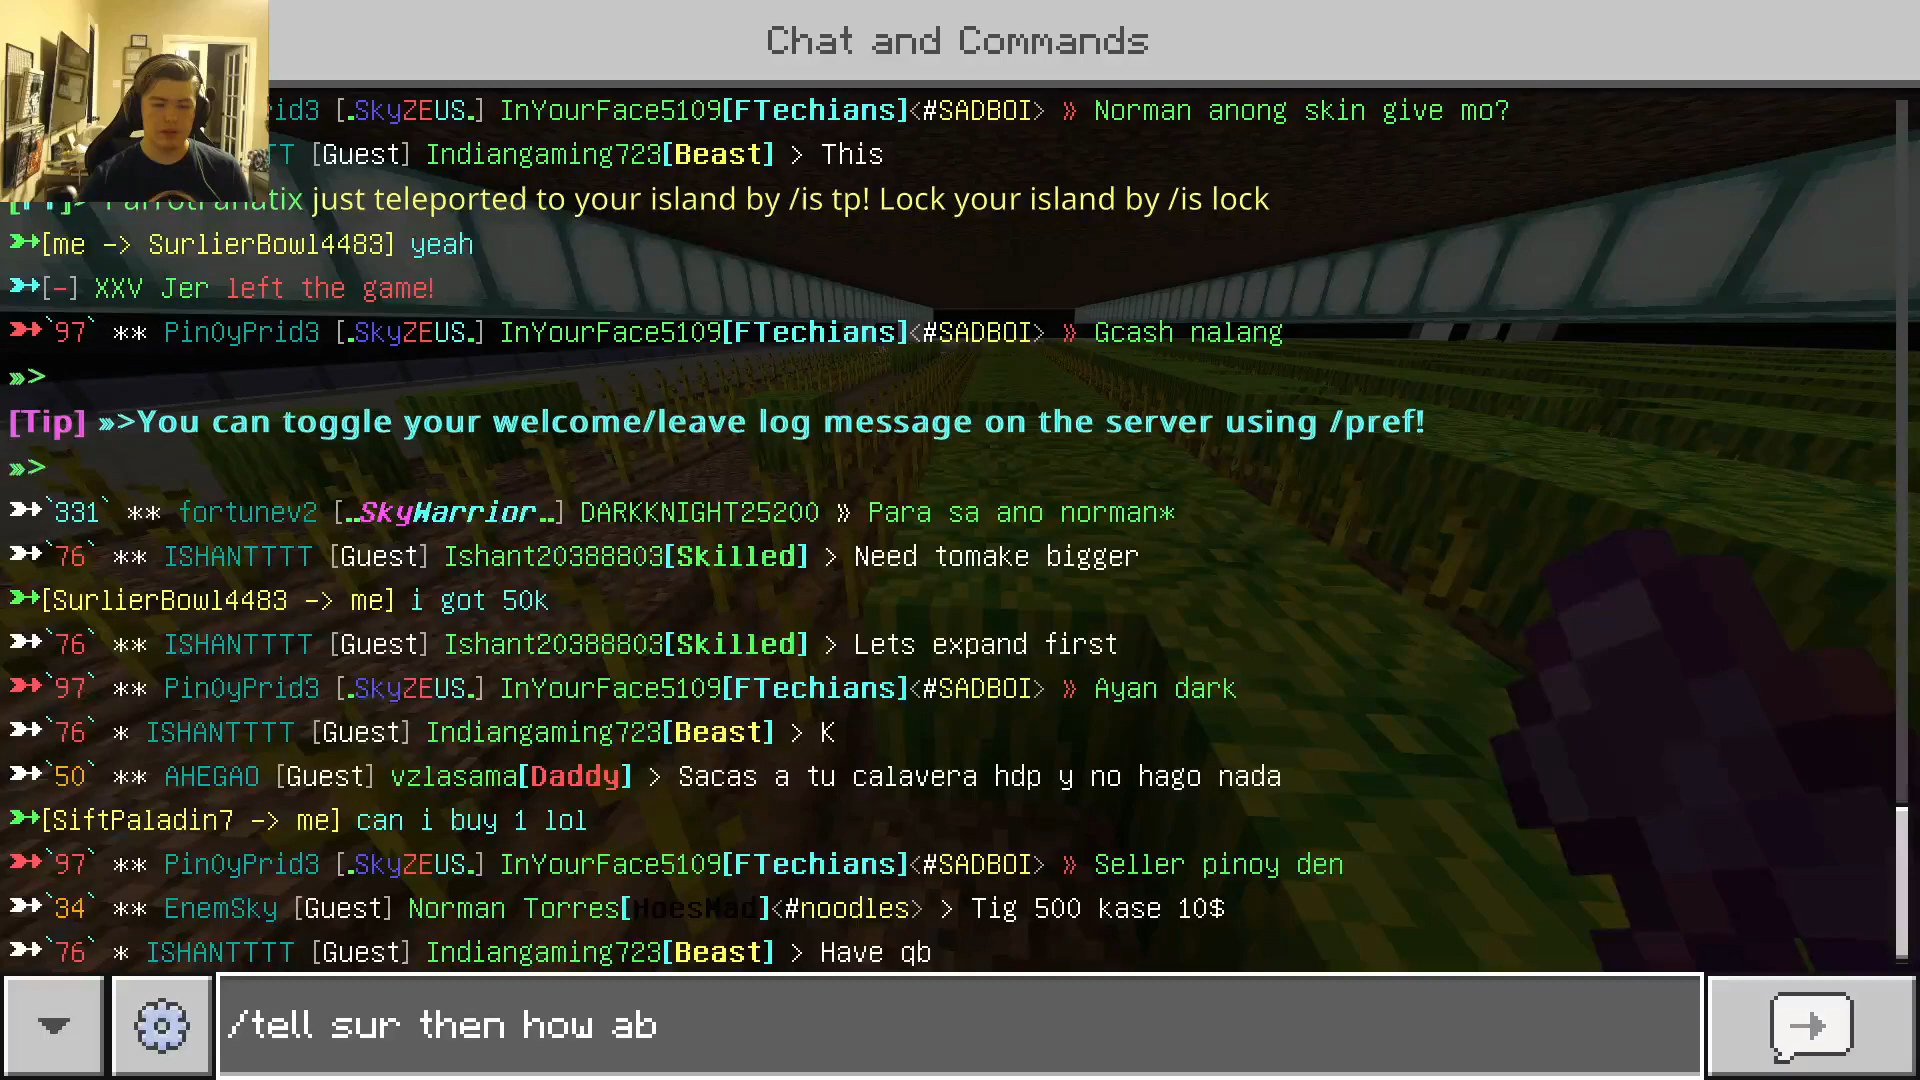 Chat and Commands
rid3 [.SkyZEUS.] InYourFace5109[FTechians]<#SADBOI> » Norman anong skin give mo?
TT [Guest] Indiangaming723[Beast] > This
just teleported to your island by /is tp! Lock your island by /is lock
[me -> SurlierBowl4483] yeah
[-] XXV Jer left the game!
`97` ** PinOyPrid3 [.SkyZEUS.] InYourFace5109[FTechians]<#SADBOI> » Gcash nalang
»>
[Tip] »>You can toggle your welcome/leave log message on the server using /pref!
»>
`331` ** fortunev2 [..SkyWarrior..] DARKKNIGHT25200 » Para sa ano norman*
`76` ** ISHANTTTT [Guest] Ishant20388803[Skilled] > Need tomake bigger
[SurlierBowl4483 -> me] i got 50k
`76` ** ISHANTTTT [Guest] Ishant20388803[Skilled] > Lets expand first
`97` ** PinOyPrid3 [.SkyZEUS.] InYourFace5109[FTechians]<#SADBOI> » Ayan dark
`76` * ISHANTTTT [Guest] Indiangaming723[Beast] > K
`50` ** AHEGAO [Guest] vzlasama[Daddy] > Sacas a tu calavera hdp y no hago nada
[SiftPaladin7 -> me] can i buy 1 lol
`97` ** PinOyPrid3 [.SkyZEUS.] InYourFace5109[FTechians]<#SADBOI> » Seller pinoy den
`34` ** EnemSky [Guest] Norman Torres[HoesMad]<#noodles> > Tig 500 kase 10$
`76` * ISHANTTTT [Guest] Indiangaming723[Beast] > Have qb
/tell sur then how ab